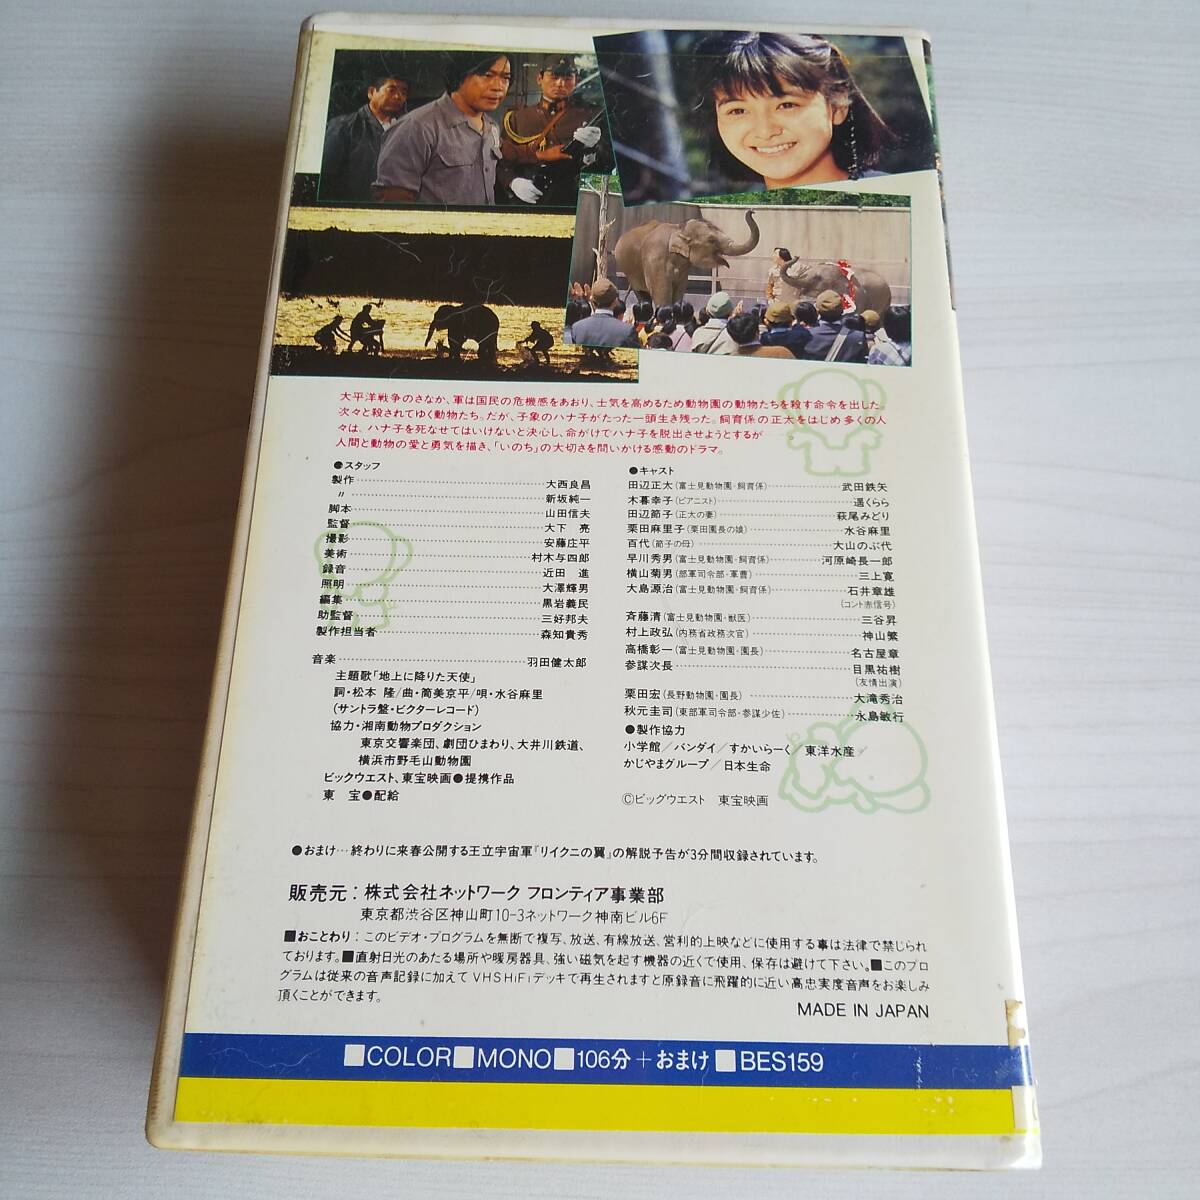 大平洋戦争のさなか、軍は国民の危機感をあおり、士気を高めるため動物園の動物たちを殺す命令を出した。
次々と殺されてゆく動物たち。だが、子象のハナ子がたった一頭生き残った。飼育係の正太をはじめ多くの人
々は、ハナ子を死なせてはいけないと決心し、命がけでハナ子を脱出させようとするが
人間と動物の愛と勇気を描き、「いのち」の大切さを問いかける感動のドラマ。
●スタッフ
製作 大西良昌
〃 新坂純一
脚本 山田信夫
監督 大下 亮
撮影 安藤庄平
美術 村木与四郎
録音 近田 進
照明 大澤輝男
編集 黒岩義民
助監督 三好邦夫
製作担当者 森知貴秀
音楽 羽田健太郎
主題歌「地上に降りた天使」
詞・松本 隆/曲・筒美京平/唄・水谷麻里
(サントラ盤・ビクターレコード)
協力・湘南動物プロダクション
東京交響楽団、劇団ひまわり、大井川鉄道、
横浜市野毛山動物園
ビックウエスト、東宝映画●提携作品
東 宝●配給
●キャスト
田辺正太(富士見動物園・飼育係) 武田鉄矢
木暮幸子(ピアニスト) 遥くらら
田辺節子(正太の妻) 萩尾みどり
栗田麻里子(栗田園長の娘) 水谷麻里
百代(節子の母) 大山のぶ代
早川秀男(富士見動物園・飼育係) 河原崎長一郎
横山菊男(部軍司令部・軍曹) 三上寛
大島源治(富士見動物園・飼育係) 石井章雄
(コント赤信号)
斉藤清(富士見動物園・獣医) 三谷昇
村上政弘(内務省政務次官) 神山繁
高橋彰一(富士見動物園・園長) 名古屋章
参謀次長 目黒祐樹
(友情出演)
栗田宏(長野動物園・園長) 大滝秀治
秋元圭司(東部軍司令部・参謀少佐) 永島敏行
●製作協力
小学館/バンダイ/すかいらーく/東洋水産/
かじやまグループ/日本生命
©ビッグウエスト 東宝映画
●おまけ…終わりに来春公開する王立宇宙軍『リイクニの翼』の解説予告が3分間収録されています。
販売元：株式会社ネットワーク フロンティア事業部
東京都渋谷区神山町10-3ネットワーク神南ビル6F
■おことわり：このビデオ・プログラムを無断で複写、放送、有線放送、営利的上映などに使用する事は法律で禁じられ
ております。■直射日光のあたる場所や暖房器具、強い磁気を起す機器の近くで使用、保存は避けて下さい。■このプロ
グラムは従来の音声記録に加えてVHSHiFiデッキで再生されますと原録音に飛躍的に近い高忠実度音声をお楽しみ
頂くことができます。
MADE IN JAPAN
■COLOR■MONO■106分+おまけ■BES159